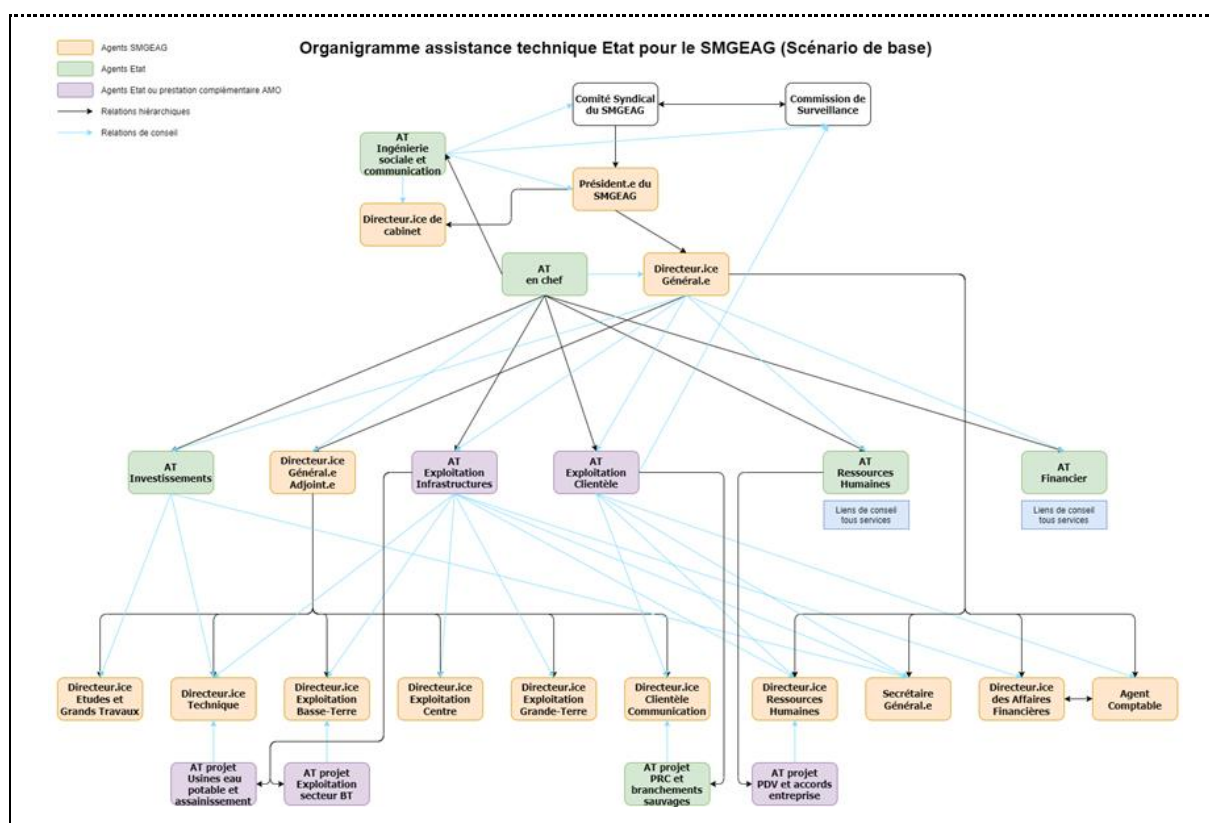 Organigramme assistance technique Etat pour le SMGEAG (Scénario de base)
Agents SMGEAG
Agents Etat
Agents Etat ou prestation complémentaire AMO
Relations hiérarchiques
Relations de conseil
Comité Syndical
du SMGEAG
Commission de
Surveillance
AT
Ingénierie
sociale et
communication
Président.e du
SMGEAG
Directeur.ice de
cabinet
AT
en chef
Directeur.ice
Général.e
AT
Investissements
Directeur.ice
Général.e
Adjoint.e
AT
Exploitation
Infrastructures
AT
Exploitation
Clientèle
AT
Ressources
Humaines
AT
Financier
Liens de conseil
tous services
Liens de conseil
tous services
Directeur.ice
Etudes et
Grands Travaux
Directeur.ice
Technique
Directeur.ice
Exploitation
Basse-Terre
Directeur.ice
Exploitation
Centre
Directeur.ice
Exploitation
Grande-Terre
Directeur.ice
Clientèle
Communication
Directeur.ice
Ressources
Humaines
Secrétaire
Général.e
Directeur.ice
des Affaires
Financières
Agent
Comptable
AT projet
Usines eau
potable et
assainissement
AT projet
Exploitation
secteur BT
AT projet
PRC et
branchements
sauvages
AT projet
PDV et accords
entreprise